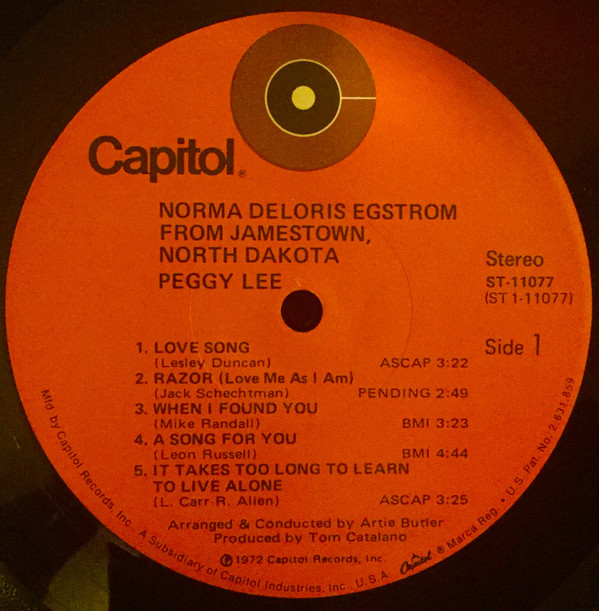 Capitol®
NORMA DELORIS EGSTROM
FROM JAMESTOWN,
NORTH DAKOTA
PEGGY LEE
Stereo
ST-11077
(ST1-11077)
Side 1
1. LOVE SONG
(Lesley Duncan) ASCAP 3:22
2. RAZOR (Love Me As I Am)
(Jack Schechtman) PENDING 2:49
3. WHEN I FOUND YOU
(Mike Randall) BMI 3:23
4. A SONG FOR YOU
(Leon Russell) BMI 4:44
5. IT TAKES TOO LONG TO LEARN
TO LIVE ALONE
(L. Carr-R. Allen) ASCAP 3:25
Arranged & Conducted by Artie Butler
Produced by Tom Catalano
℗1972 Capitol Records, Inc.
Mfd. by Capitol Records, Inc. A Subsidiary of Capitol Industries, Inc. U.S.A. Capitol ® Marca Reg. • U.S. Pat. No. 2,631,859